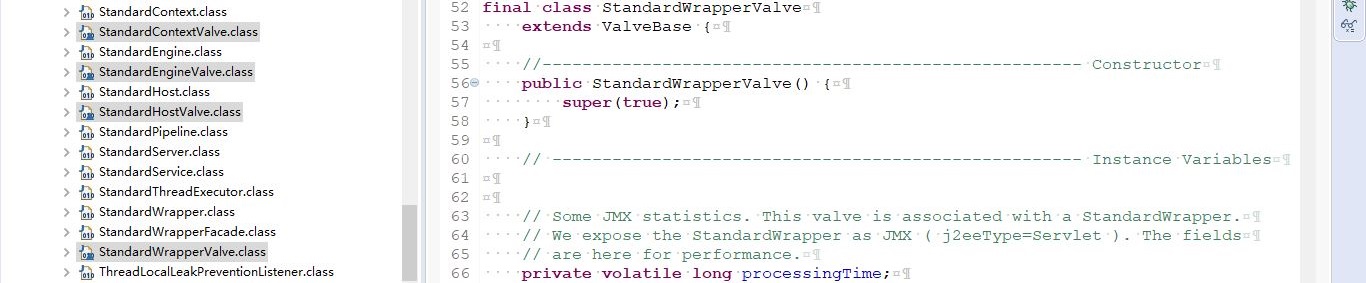 StandardContext.class
StandardContextValve.class
StandardEngine.class
StandardEngineValve.class
StandardHost.class
StandardHostValve.class
StandardPipeline.class
StandardServer.class
StandardService.class
StandardThreadExecutor.class
StandardWrapper.class
StandardWrapperFacade.class
StandardWrapperValve.class
ThreadLocalLeakPreventionListener.class
52 final class StandardWrapperValve
53     extends ValveBase {
54
55     //------------------------------------------------------ Constructor
56     public StandardWrapperValve() {
57         super(true);
58     }
59
60     // ----------------------------------------------------- Instance Variables
61
62
63     // Some JMX statistics. This valve is associated with a StandardWrapper.
64     // We expose the StandardWrapper as JMX ( j2eeType=Servlet ). The fields
65     // are here for performance.
66     private volatile long processingTime;